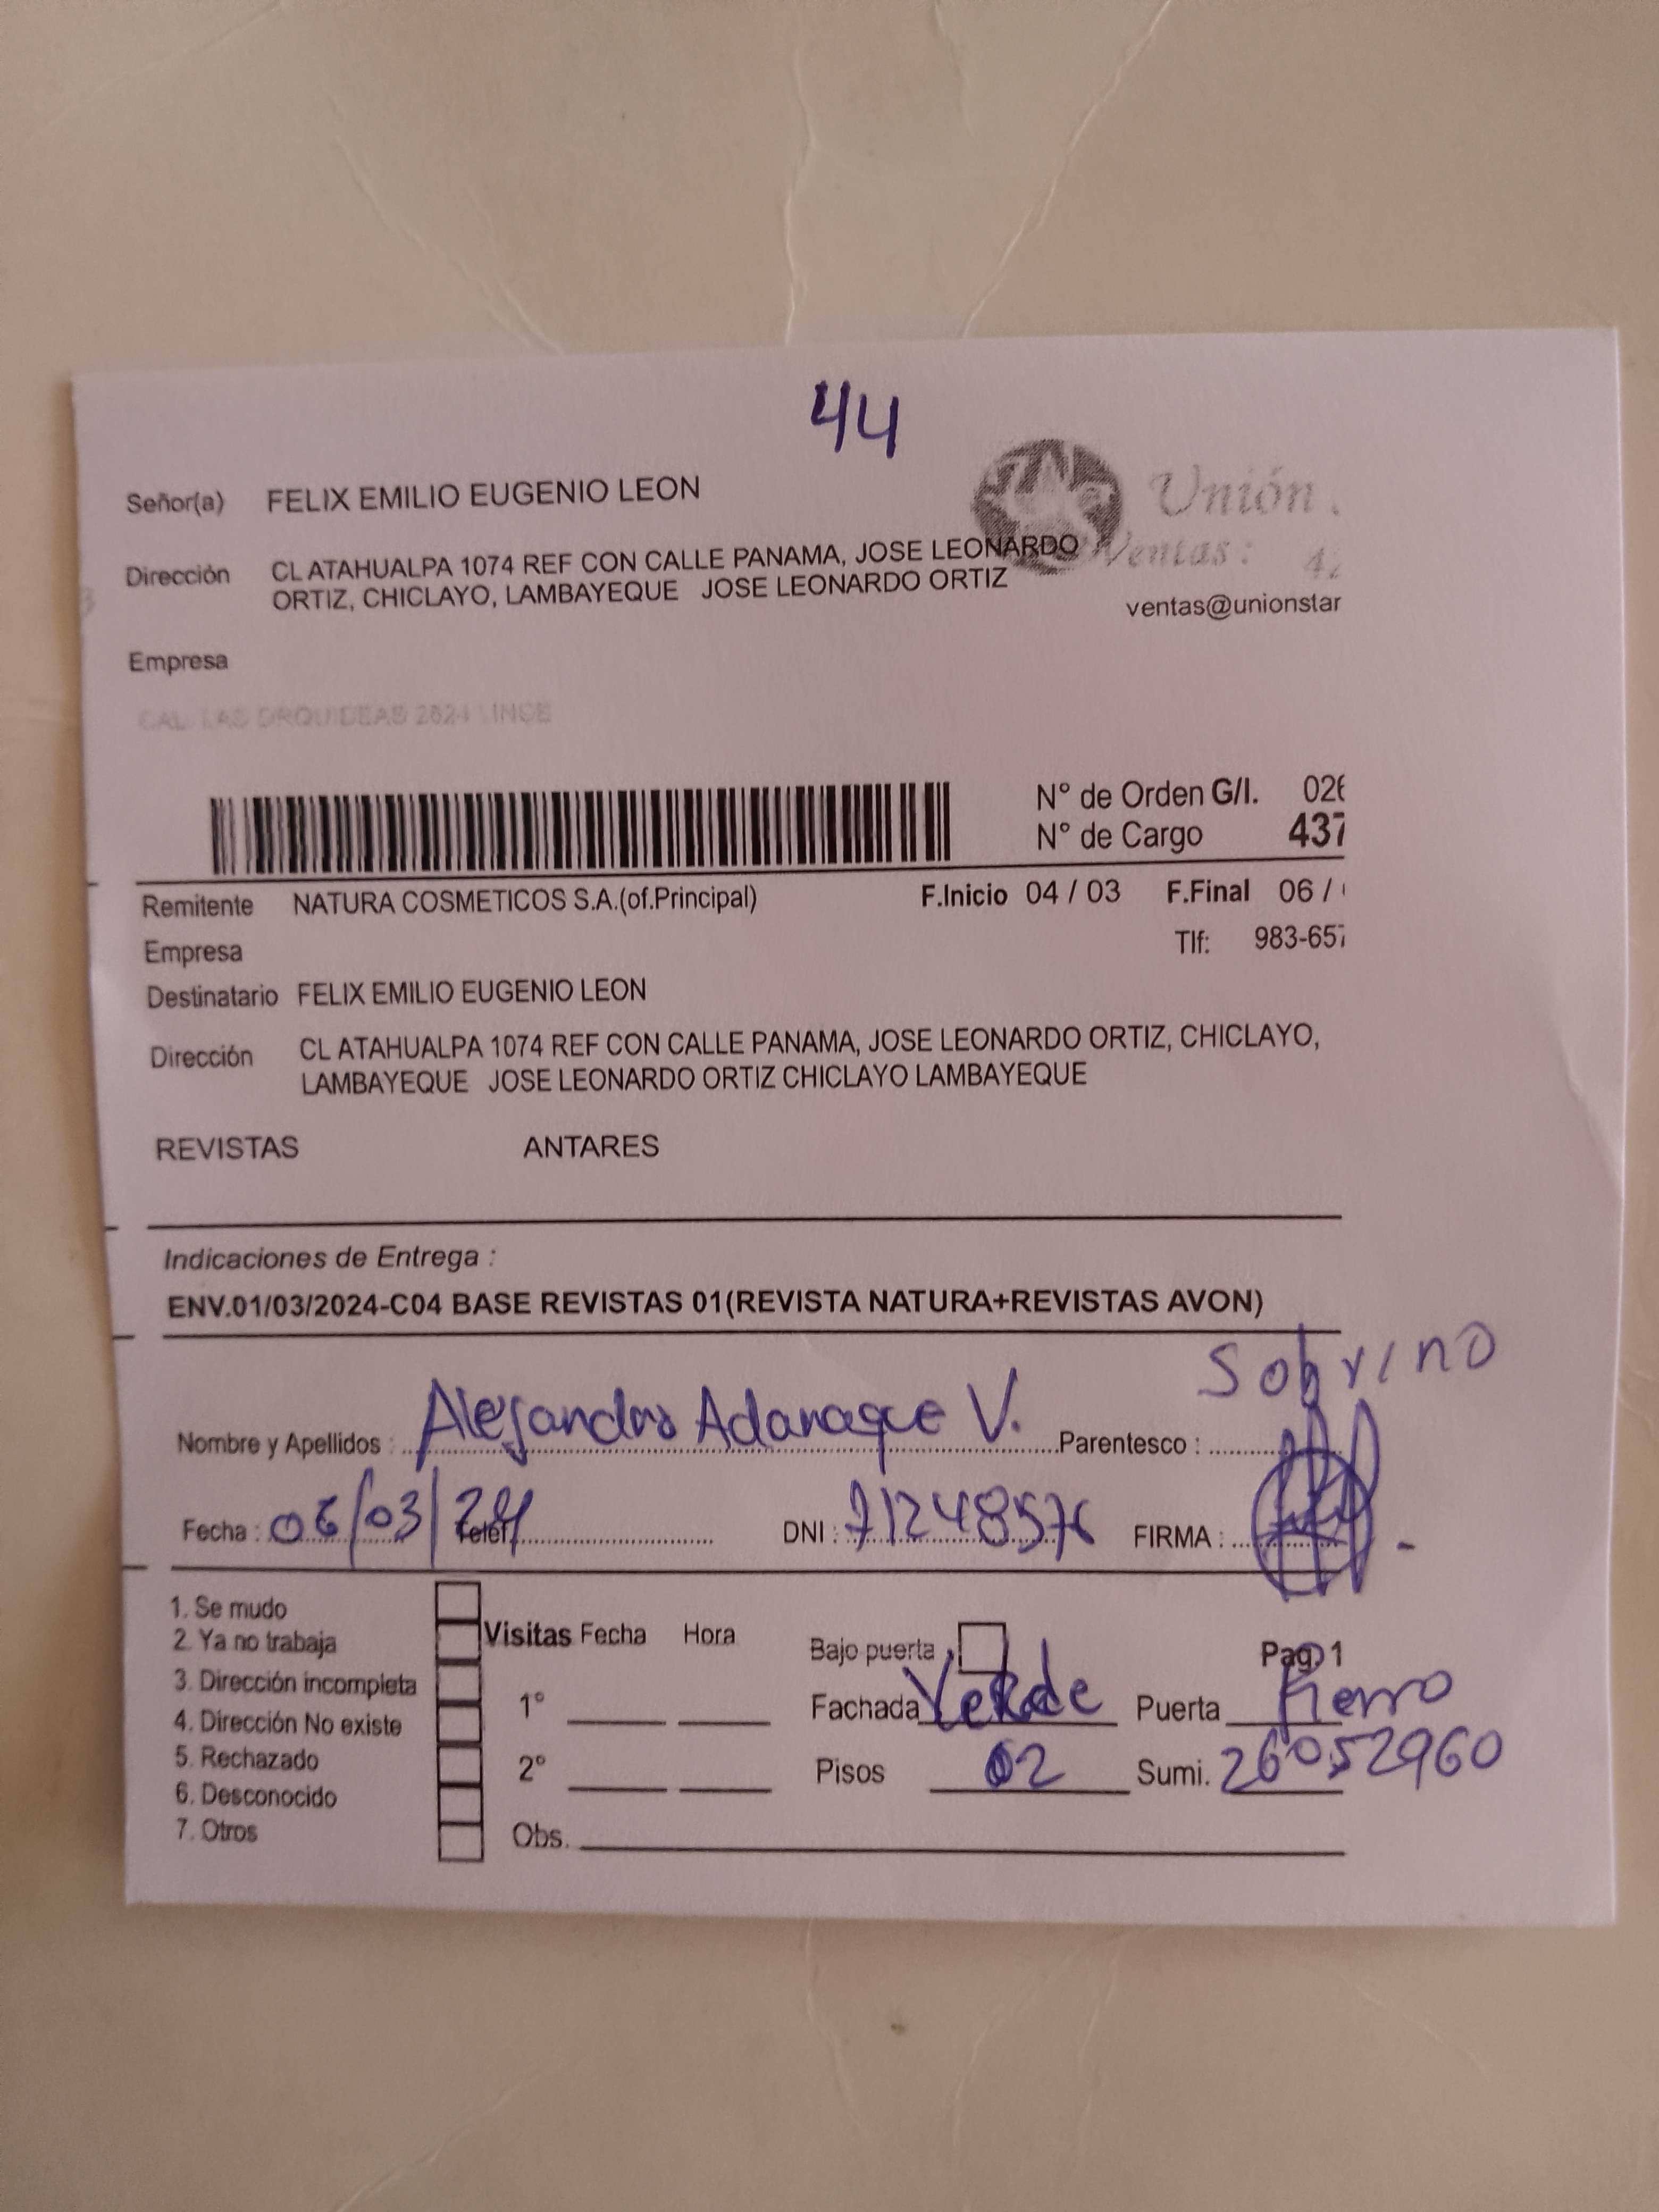 44
Señor(a) FELIX EMILIO EUGENIO LEON
Unión
Dirección CL ATAHUALPA 1074 REF CON CALLE PANAMA, JOSE LEONARDO
ORTIZ, CHICLAYO, LAMBAYEQUE JOSE LEONARDO ORTIZ
Ventas: 42
ventas@unionstar
Empresa
CAL. LAS ORQUIDEAS 2624 LINCE
N° de Orden G/I. 026
N° de Cargo 437
Remitente NATURA COSMETICOS S.A.(of.Principal) F.Inicio 04 / 03 F.Final 06 /
Empresa Tlf: 983-657
Destinatario FELIX EMILIO EUGENIO LEON
Dirección CL ATAHUALPA 1074 REF CON CALLE PANAMA, JOSE LEONARDO ORTIZ, CHICLAYO,
LAMBAYEQUE JOSE LEONARDO ORTIZ CHICLAYO LAMBAYEQUE
REVISTAS ANTARES
Indicaciones de Entrega :
ENV.01/03/2024-C04 BASE REVISTAS 01(REVISTA NATURA+REVISTAS AVON)
Nombre y Apellidos : Alejandro Adanaque V. Parentesco : Sobrino
Fecha : 06/03/24 Telef DNI : 71248576 FIRMA :
1. Se mudo
2. Ya no trabaja
3. Dirección incompleta
4. Dirección No existe
5. Rechazado
6. Desconocido
7. Otros
Visitas Fecha Hora
1°
2°
Obs.
Bajo puerta Pag. 1
Fachada Verde Puerta Fierro
Pisos 02 Sumi. 26052960